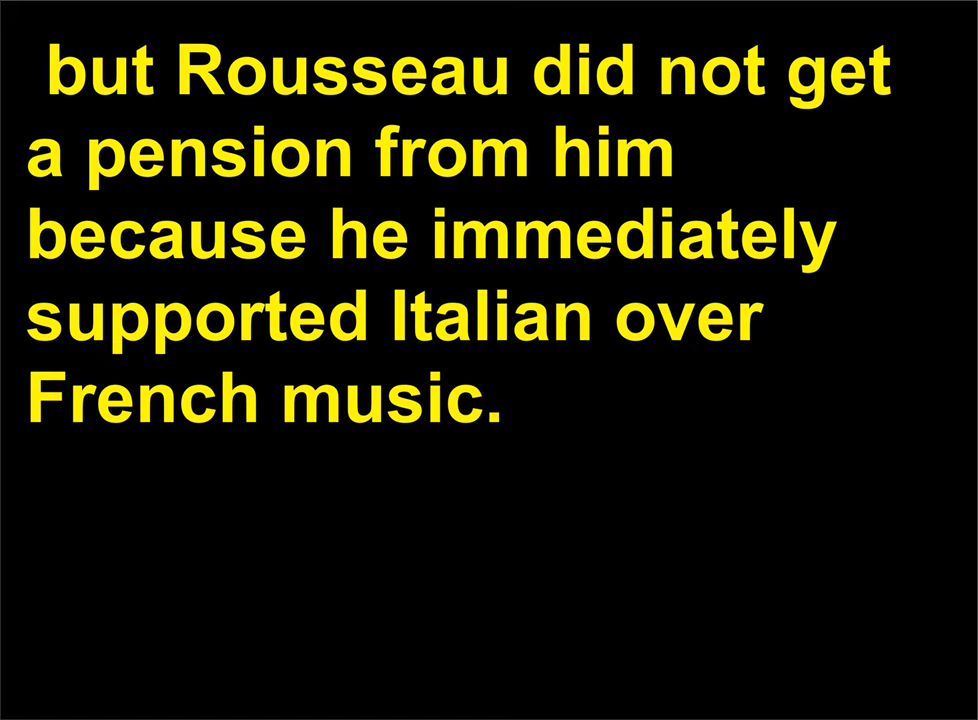 but Rousseau did not get
a pension from him
because he immediately
supported Italian over
French music.